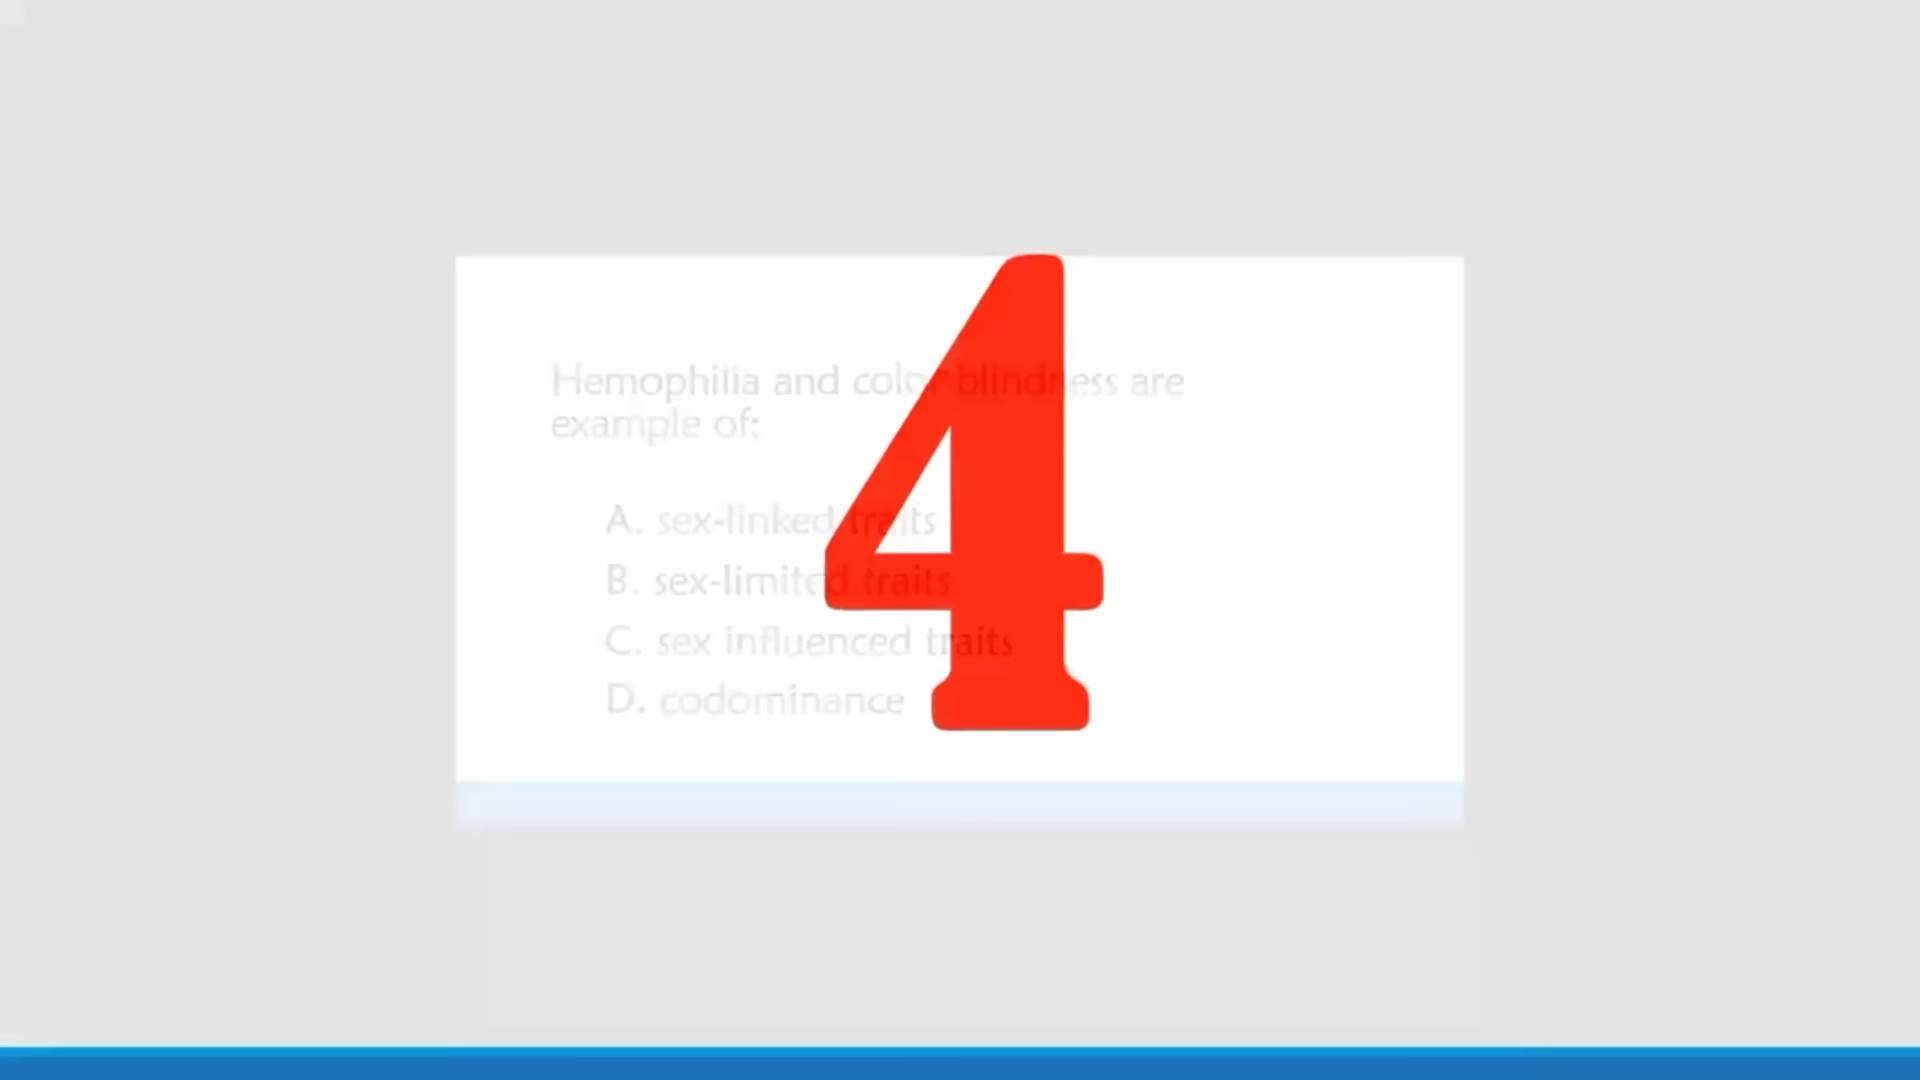 Hemophilia and color blindness are
example of:
A. sex-linked traits
B. sex-limited traits
C. sex influenced traits
D. codominance
4